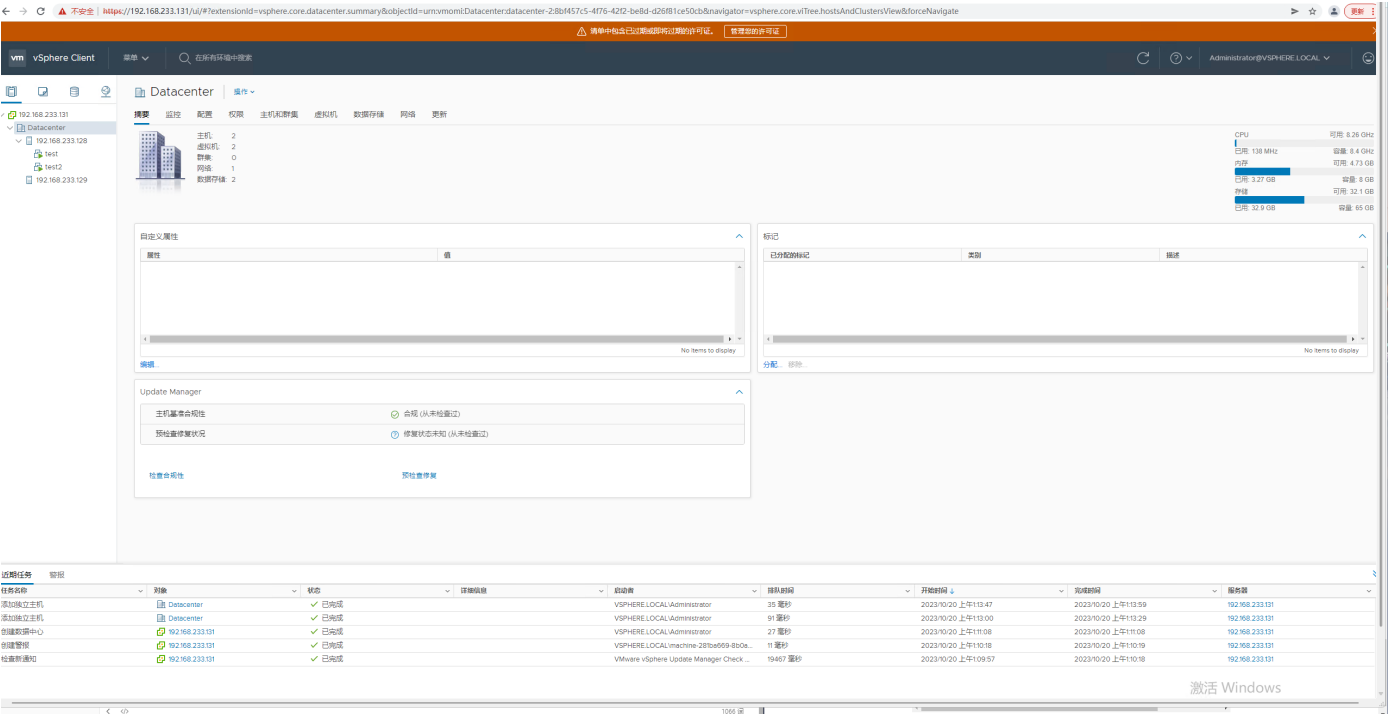 不安全 | https://192.168.233.131/ui/#?extensionId=vsphere.core.datacenter.summary&objectId=urn:vmomi:Datacenter:datacenter-2:8bf457c5-4f76-42f2-be8d-d26f81ce50cb&navigator=vsphere.core.viTree.hostsAndClustersView&forceNavigate 更新
清单中包含已过期或即将过期的许可证。 管理您的许可证
vm vSphere Client 菜单 在所有环境中搜索 Administrator@VSPHERE.LOCAL
192.168.233.131
Datacenter
192.168.233.128
test
test2
192.168.233.129
Datacenter 操作
摘要 监控 配置 权限 主机和群集 虚拟机 数据存储 网络 更新
主机: 2
虚拟机: 2
群集: 0
网络: 1
数据存储: 2
CPU 可用: 8.26 GHz
已用: 138 MHz 容量: 8.4 GHz
内存 可用: 4.73 GB
已用: 3.27 GB 容量: 8 GB
存储 可用: 32.1 GB
已用: 32.9 GB 容量: 65 GB
自定义属性
属性 值
No items to display
编辑...
标记
已分配的标记 类别 描述
No items to display
分配... 移除...
Update Manager
主机基准合规性 合规 (从未检查过)
预检查修复状况 修复状态未知 (从未检查过)
检查合规性 预检查修复
近期任务 警报
任务名称 对象 状态 详细信息 启动者 排队时间 开始时间 ↓ 完成时间 服务器
添加独立主机 Datacenter 已完成 VSPHERE.LOCAL\Administrator 35 毫秒 2023/10/20 上午1:13:47 2023/10/20 上午1:13:59 192.168.233.131
添加独立主机 Datacenter 已完成 VSPHERE.LOCAL\Administrator 91 毫秒 2023/10/20 上午1:13:00 2023/10/20 上午1:13:29 192.168.233.131
创建数据中心 192.168.233.131 已完成 VSPHERE.LOCAL\Administrator 27 毫秒 2023/10/20 上午1:11:08 2023/10/20 上午1:11:08 192.168.233.131
创建警报 192.168.233.131 已完成 VSPHERE.LOCAL\machine-281ba669-8b0a... 11 毫秒 2023/10/20 上午1:10:18 2023/10/20 上午1:10:19 192.168.233.131
检查新通知 192.168.233.131 已完成 VMware vSphere Update Manager Check ... 19467 毫秒 2023/10/20 上午1:09:57 2023/10/20 上午1:10:18 192.168.233.131
激活 Windows